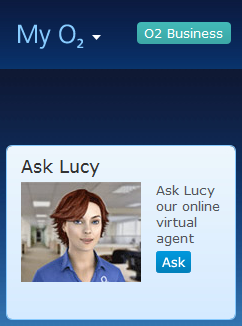 My O2
O2 Business
Ask Lucy
Ask Lucy
our online
virtual
agent
Ask